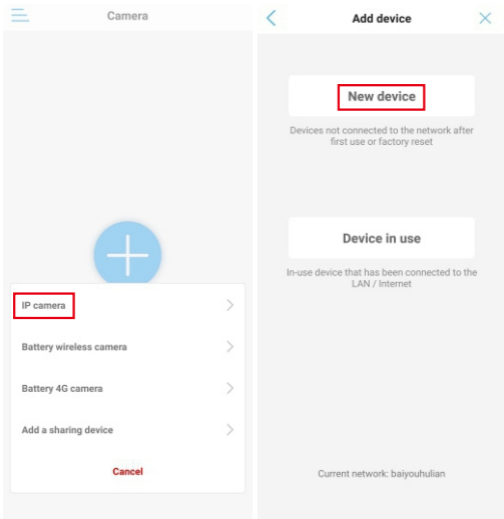 Camera
IP camera
Battery wireless camera
Battery 4G camera
Add a sharing device
Cancel
Add device
New device
Devices not connected to the network after
first use or factory reset
Device in use
In-use device that has been connected to the
LAN / Internet
Current network: baiyouhulian